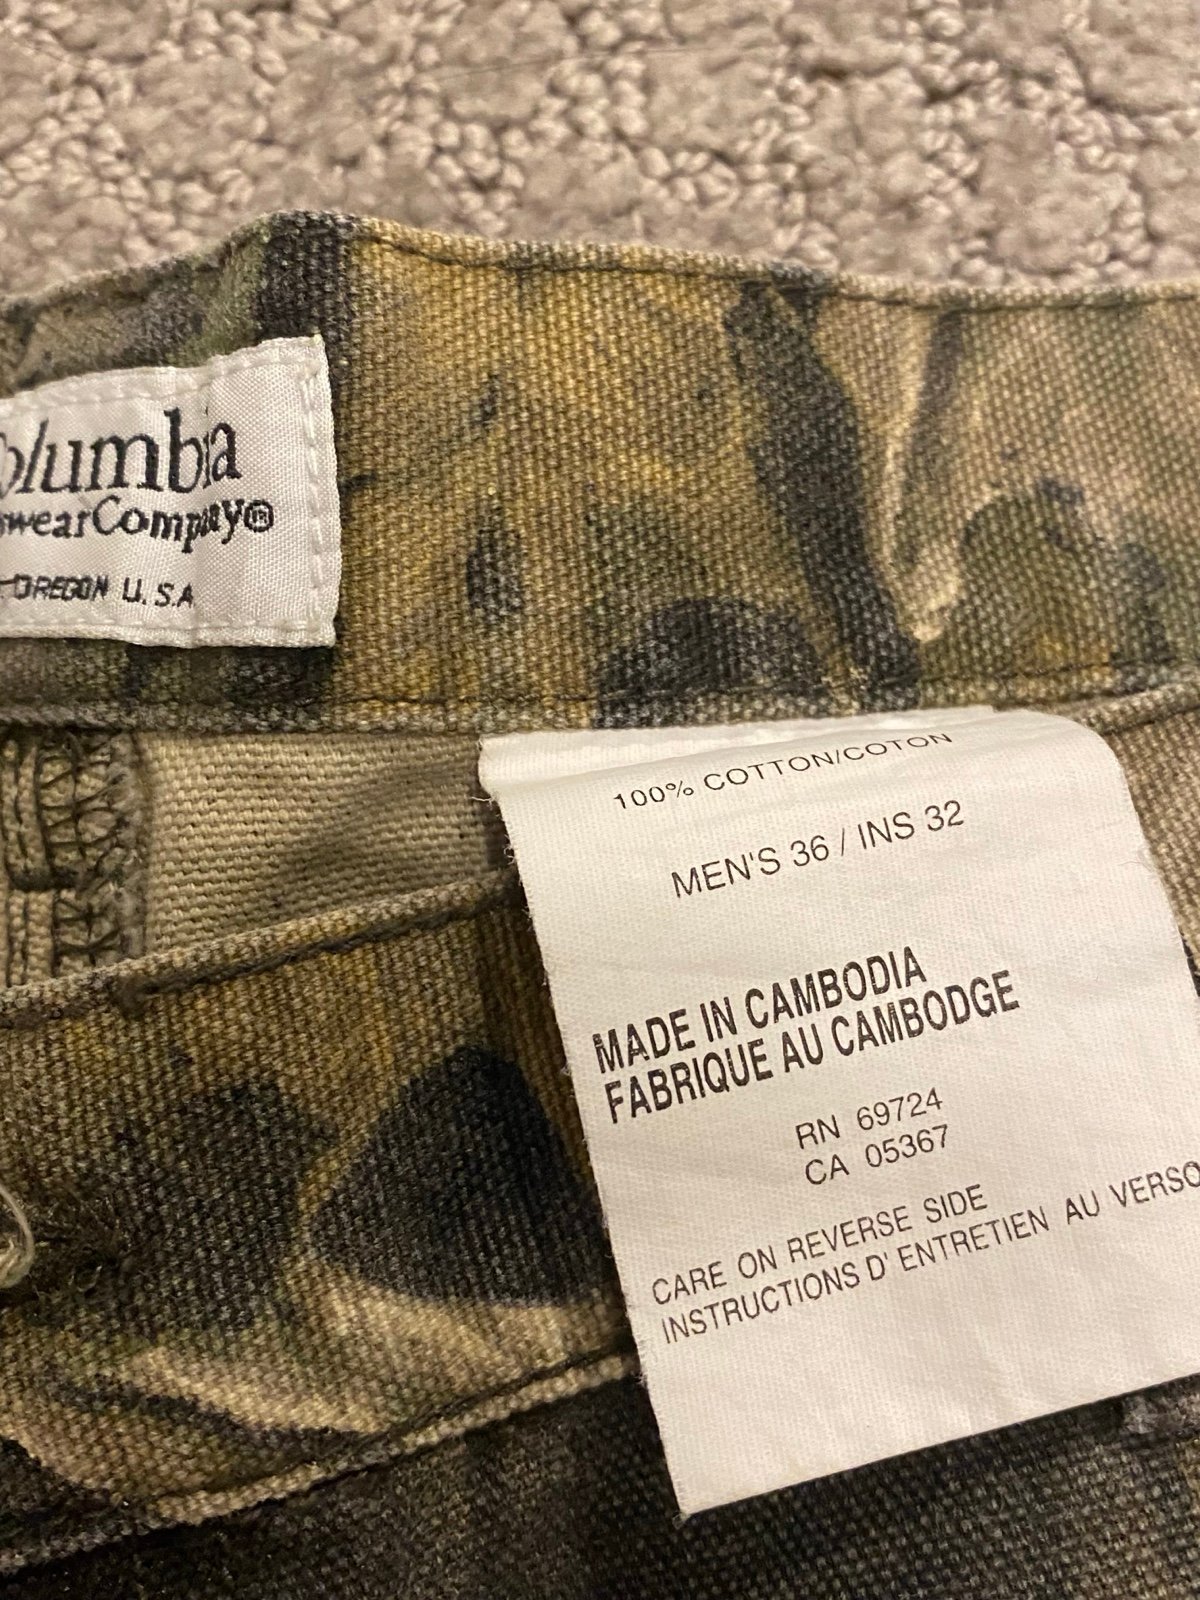 Columbia
swearCompany®
OREGON U.S.A
100% COTTON/COTON
MEN'S 36 / INS 32
MADE IN CAMBODIA
FABRIQUE AU CAMBODGE
RN 69724
CA 05367
CARE ON REVERSE SIDE
INSTRUCTIONS D'ENTRETIEN AU VERSO